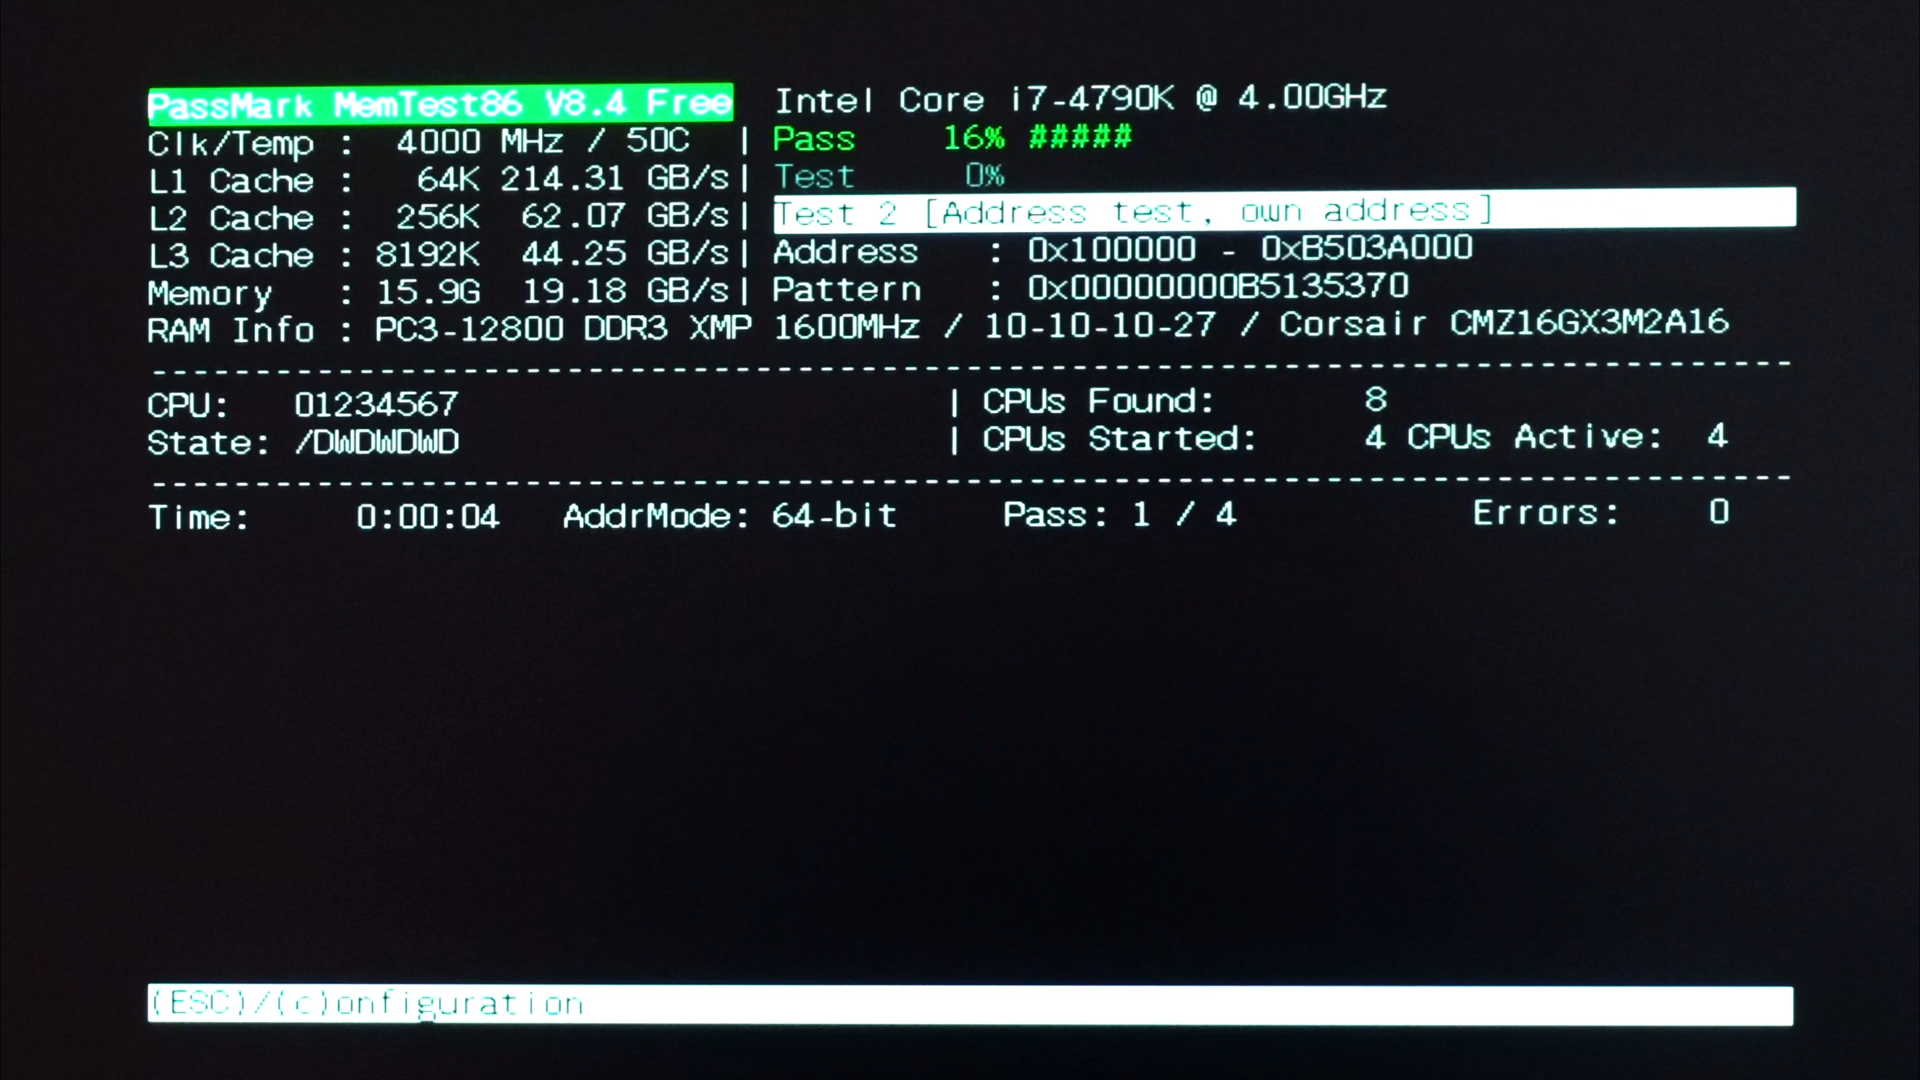 PassMark MemTest86 V8.4 Free   Intel Core i7-4790K @ 4.00GHz
Clk/Temp :   4000 MHz / 50C  | Pass    16% #####
L1 Cache :    64K 214.31 GB/s| Test     0%
L2 Cache :   256K  62.07 GB/s| Test 2 [Address test, own address]
L3 Cache : 8192K  44.25 GB/s| Address   : 0x100000 - 0xB503A000
Memory   : 15.9G  19.18 GB/s| Pattern   : 0x00000000B5135370
RAM Info : PC3-12800 DDR3 XMP 1600MHz / 10-10-10-27 / Corsair CMZ16GX3M2A16
--------------------------------------------------------------------------------
CPU:   01234567                        | CPUs Found:       8
State: /DWDWDWD                        | CPUs Started:     4 CPUs Active:  4
--------------------------------------------------------------------------------
Time:     0:00:04   AddrMode: 64-bit     Pass: 1 / 4           Errors:    0
(ESC)/(c)onfiguration